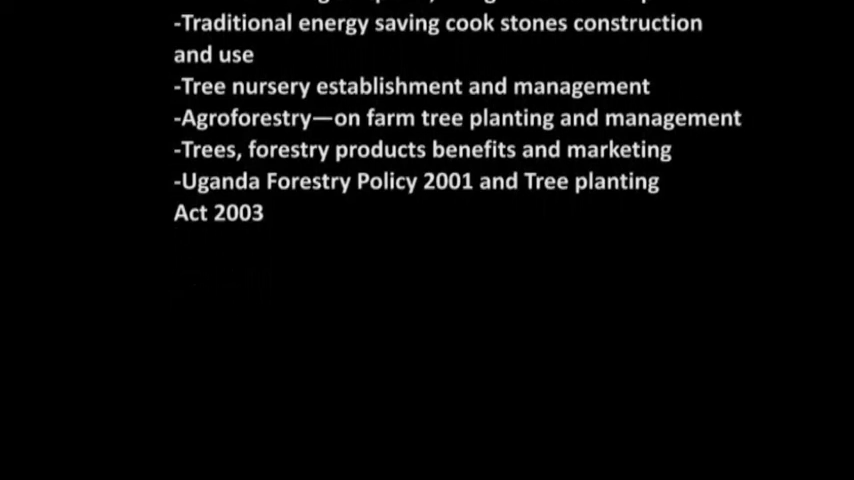 -Traditional energy saving cook stones construction
and use
-Tree nursery establishment and management
-Agroforestry—on farm tree planting and management
-Trees, forestry products benefits and marketing
-Uganda Forestry Policy 2001 and Tree planting
Act 2003